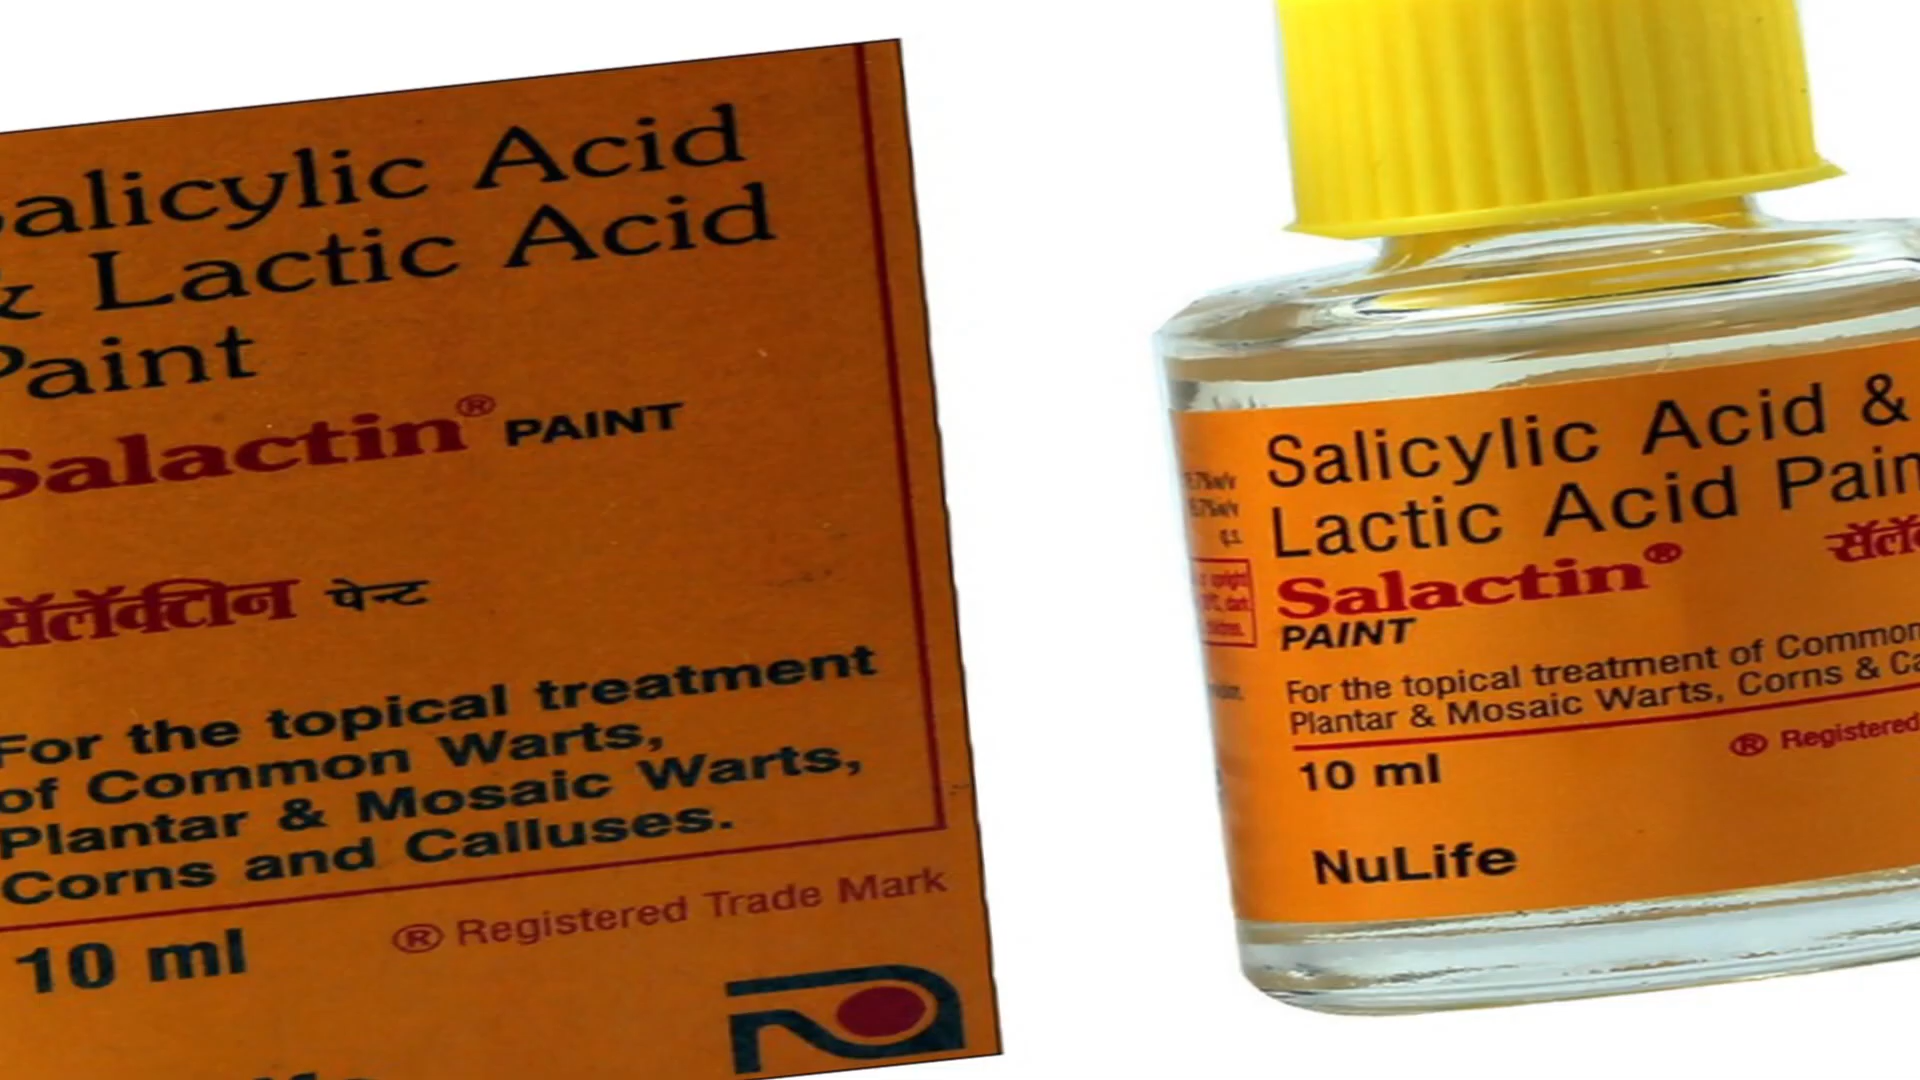 Salicylic Acid
& Lactic Acid
Paint
Salactin® PAINT
सॅलॅक्टीन पेन्ट
For the topical treatment
of Common Warts,
Plantar & Mosaic Warts,
Corns and Calluses.
10 ml
® Registered Trade Mark
Salicylic Acid &
Lactic Acid Pain
Salactin®
PAINT
For the topical treatment of Common
Plantar & Mosaic Warts, Corns & Ca
® Registered
10 ml
NuLife